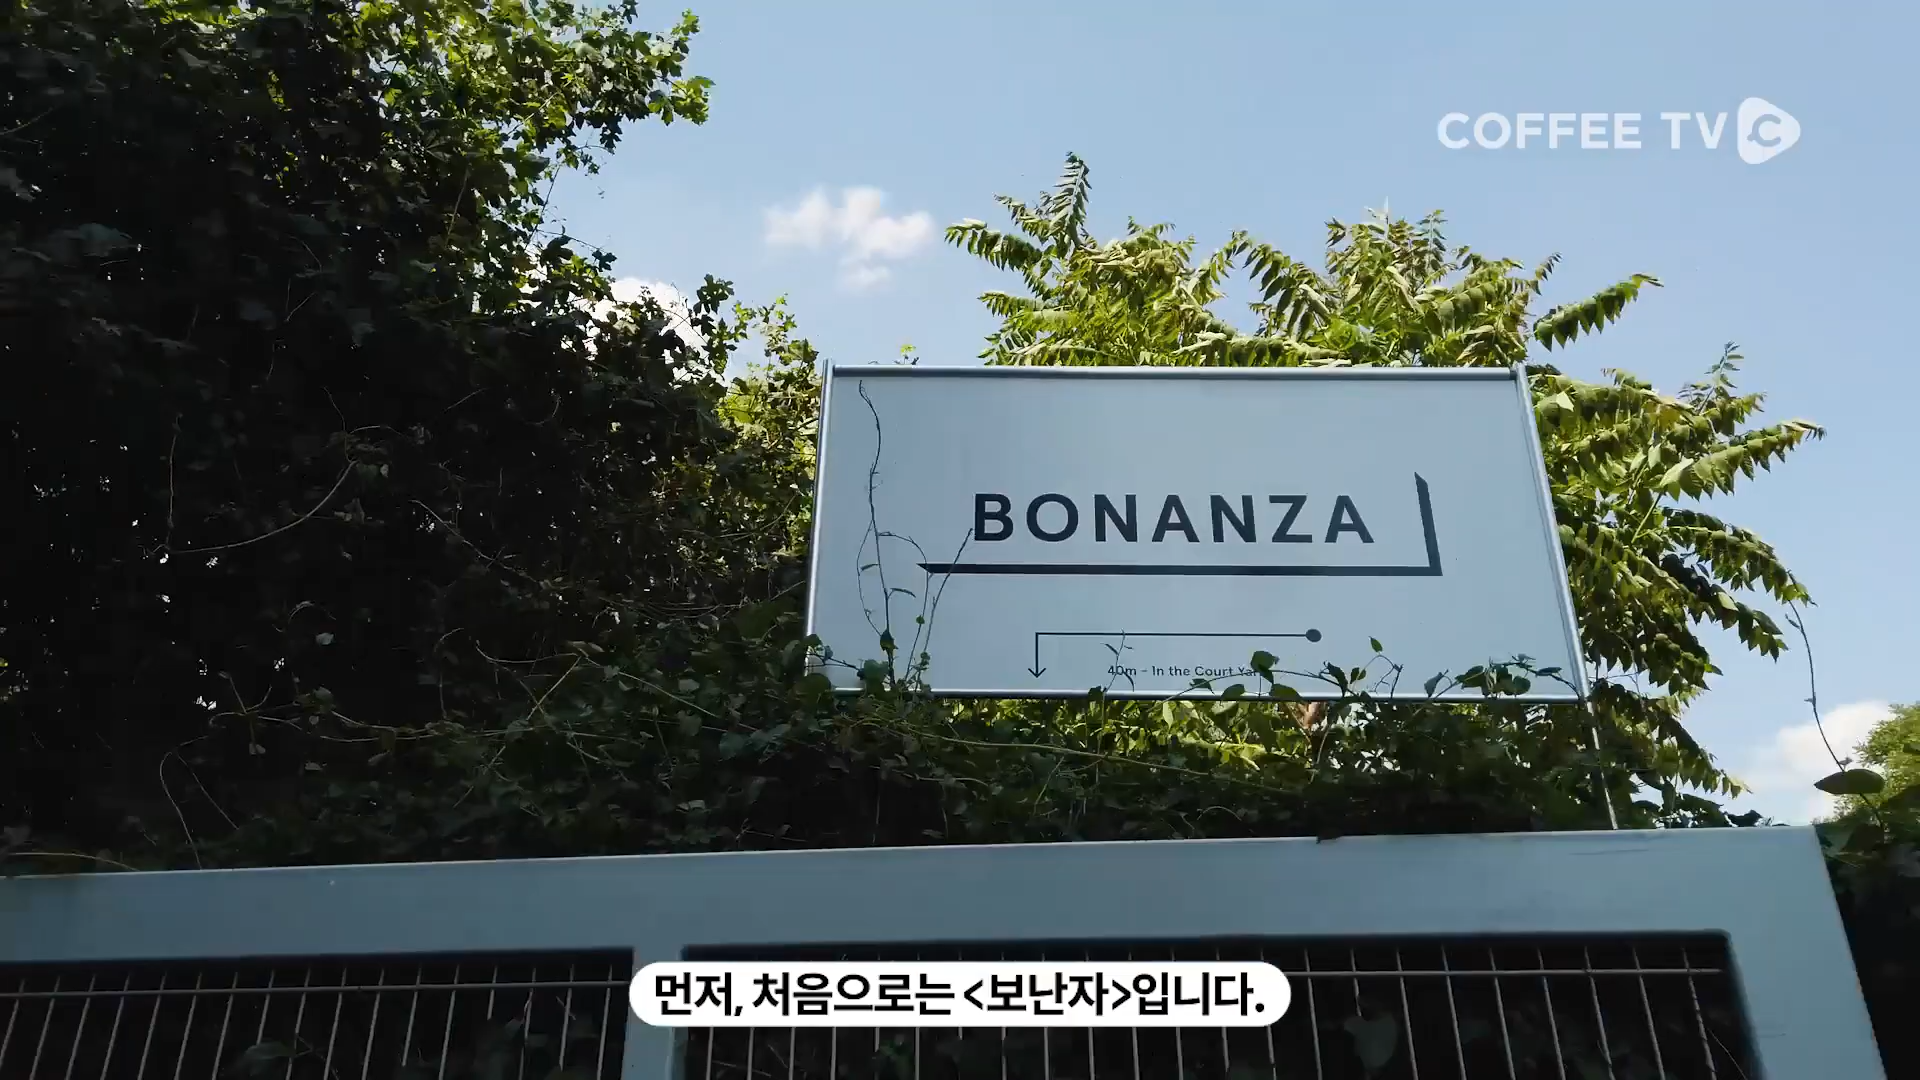 COFFEE TV
BONANZA
40m - In the Court
먼저, 처음으로는 <보난자>입니다.